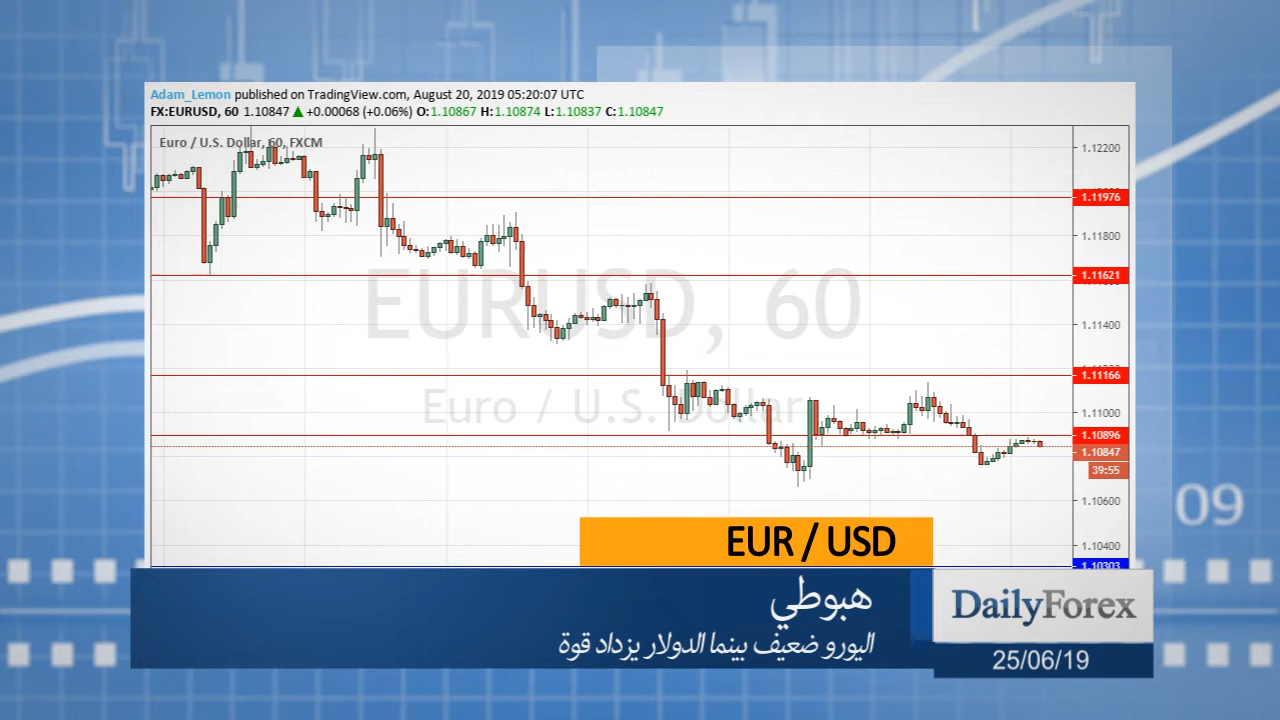 Adam_Lemon published on TradingView.com, August 20, 2019 05:20:07 UTC
FX:EURUSD, 60 1.10847 ▲ +0.00068 (+0.06%) O:1.10867 H:1.10874 L:1.10837 C:1.10847
Euro / U.S. Dollar, 60, FXCM
EURUSD, 60
Euro / U.S. Dollar
1.12200
1.11976
1.11800
1.11621
1.11400
1.11166
1.11000
1.10896
1.10847
39:55
1.10600
1.10400
1.10303
09
EUR / USD
هبوطي
اليورو ضعيف بينما الدولار يزداد قوة
DailyForex
25/06/19